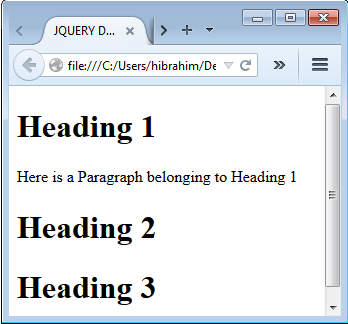 JQUERY D...
file:///C:/Users/hibrahim/De
Heading 1
Here is a Paragraph belonging to Heading 1
Heading 2
Heading 3